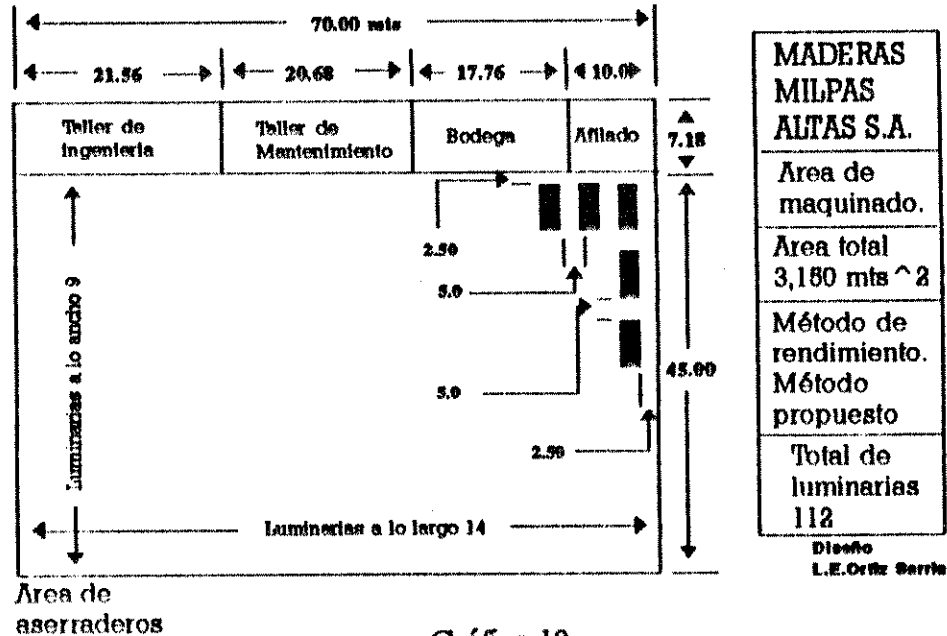 70.00 mts
21.56
20.68
17.76
10.00
Taller de
ingenieria
Taller de
Mantenimiento
Bodega
Afilado
7.18
2.50
5.0
5.0
2.50
45.00
Luminarias a lo ancho 9
Luminarias a lo largo 14
Area de
aserraderos
MADERAS
MILPAS
ALTAS S.A.
Area de
maquinado.
Area total
3,150 mts ^ 2
Método de
rendimiento.
Método
propuesto
Total de
luminarias
112
Diseño
L.E.Ortiz